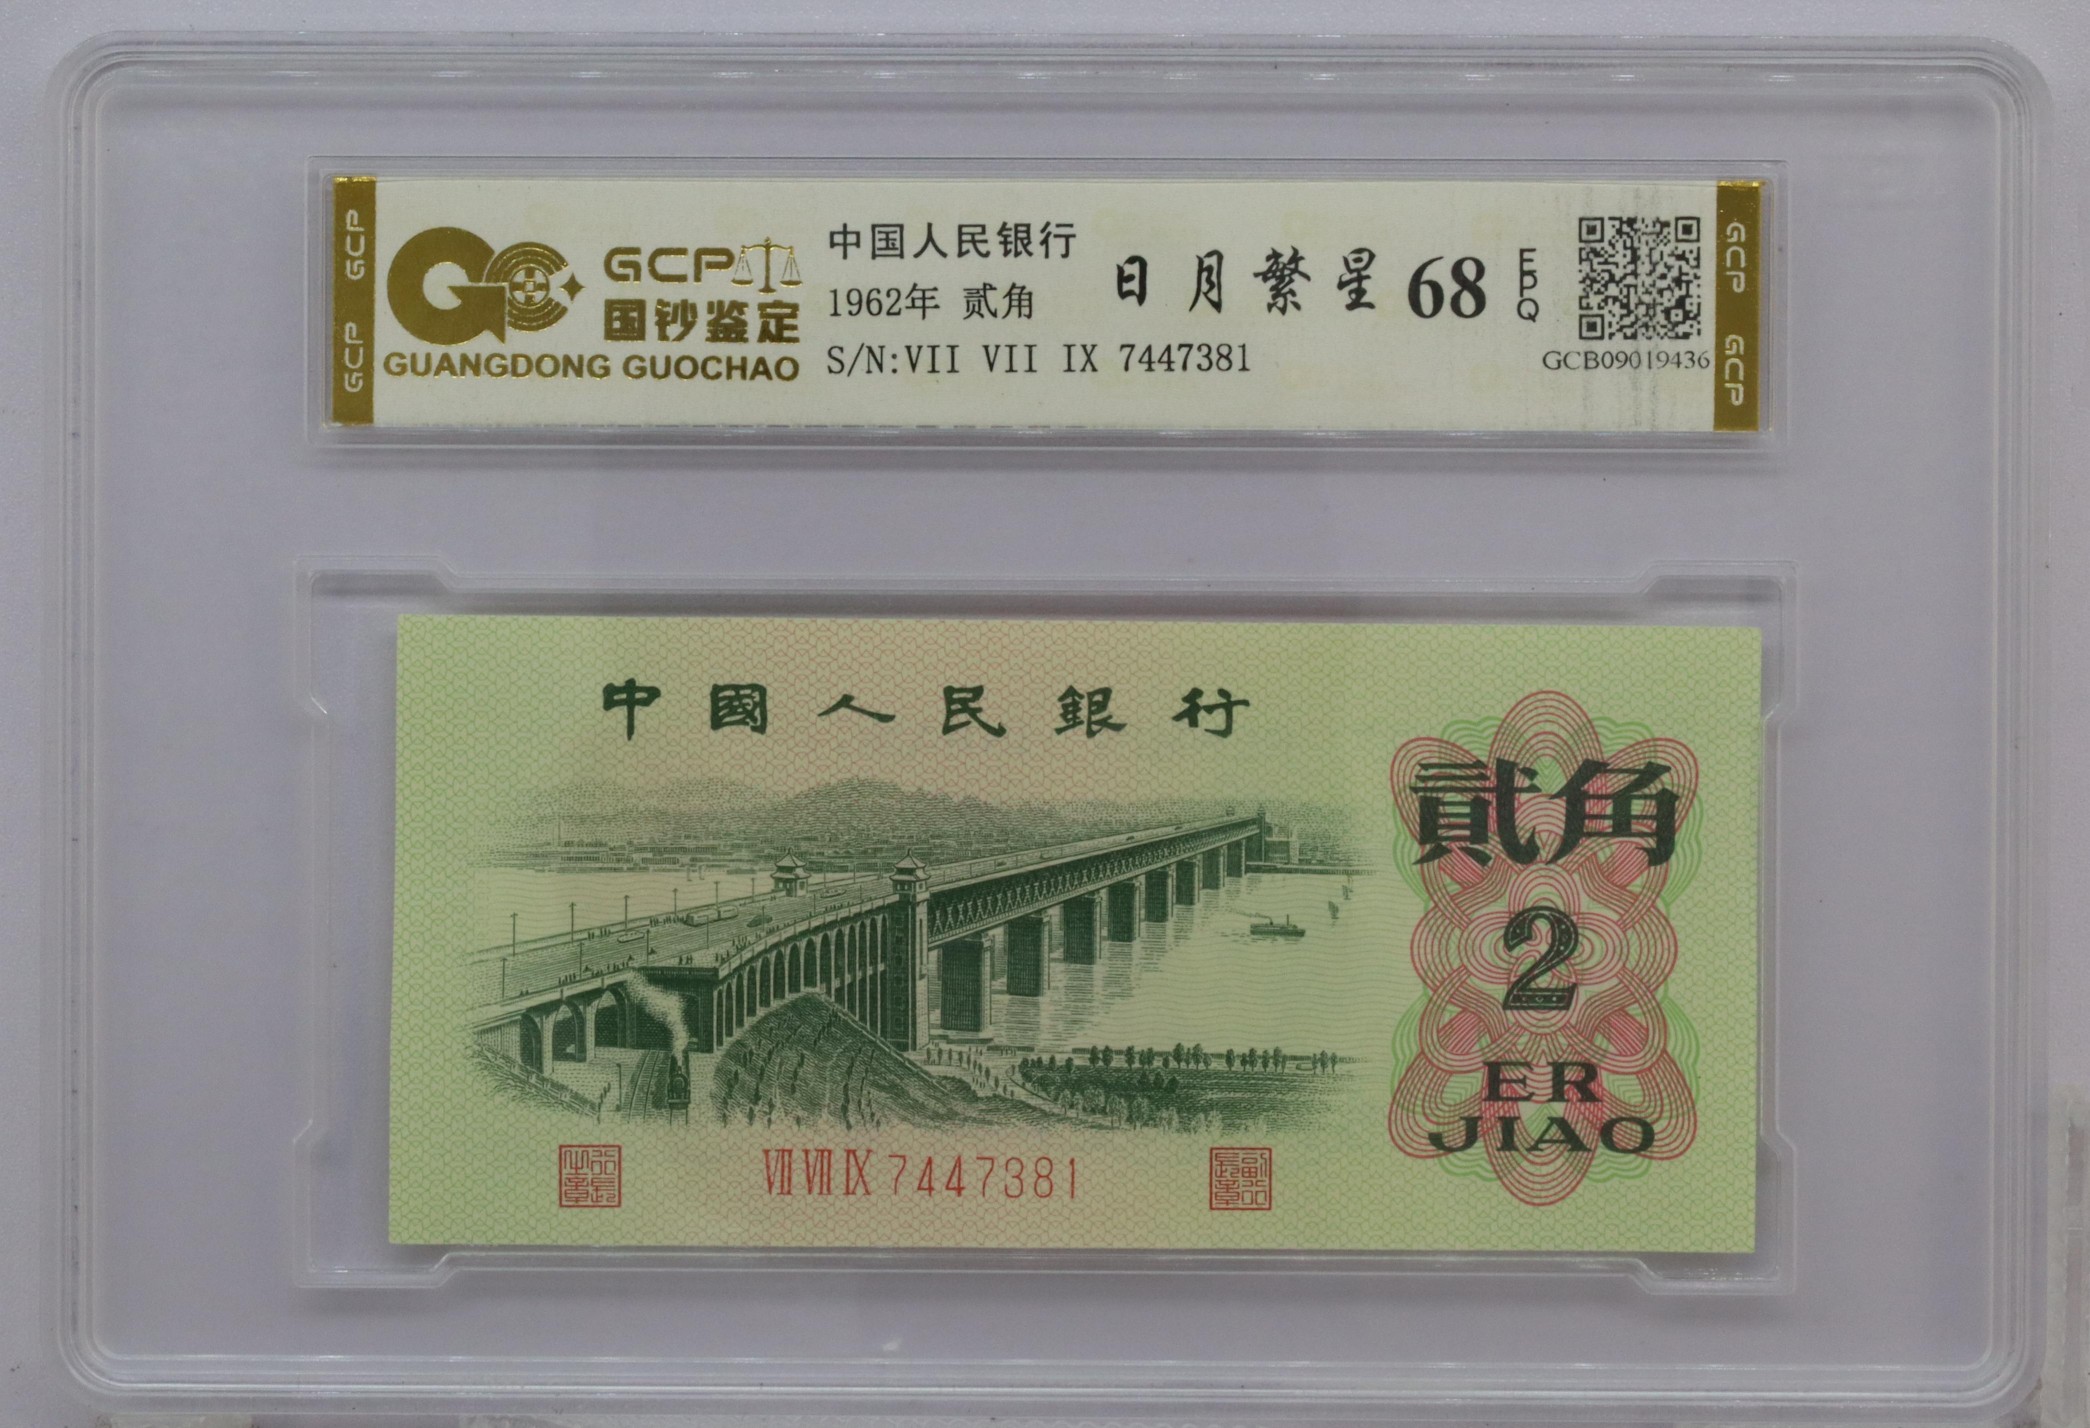 GCP
GCP
GCP
国钞鉴定
GUANGDONG GUOCHAO
中国人民银行
1962年 贰角
S/N:VII VII IX 7447381
日月繁星 68 EPQ
GCB09019436
GCP
GCP
中國人民銀行
貳角
2
ER
JIAO
VII VII IX 7447381